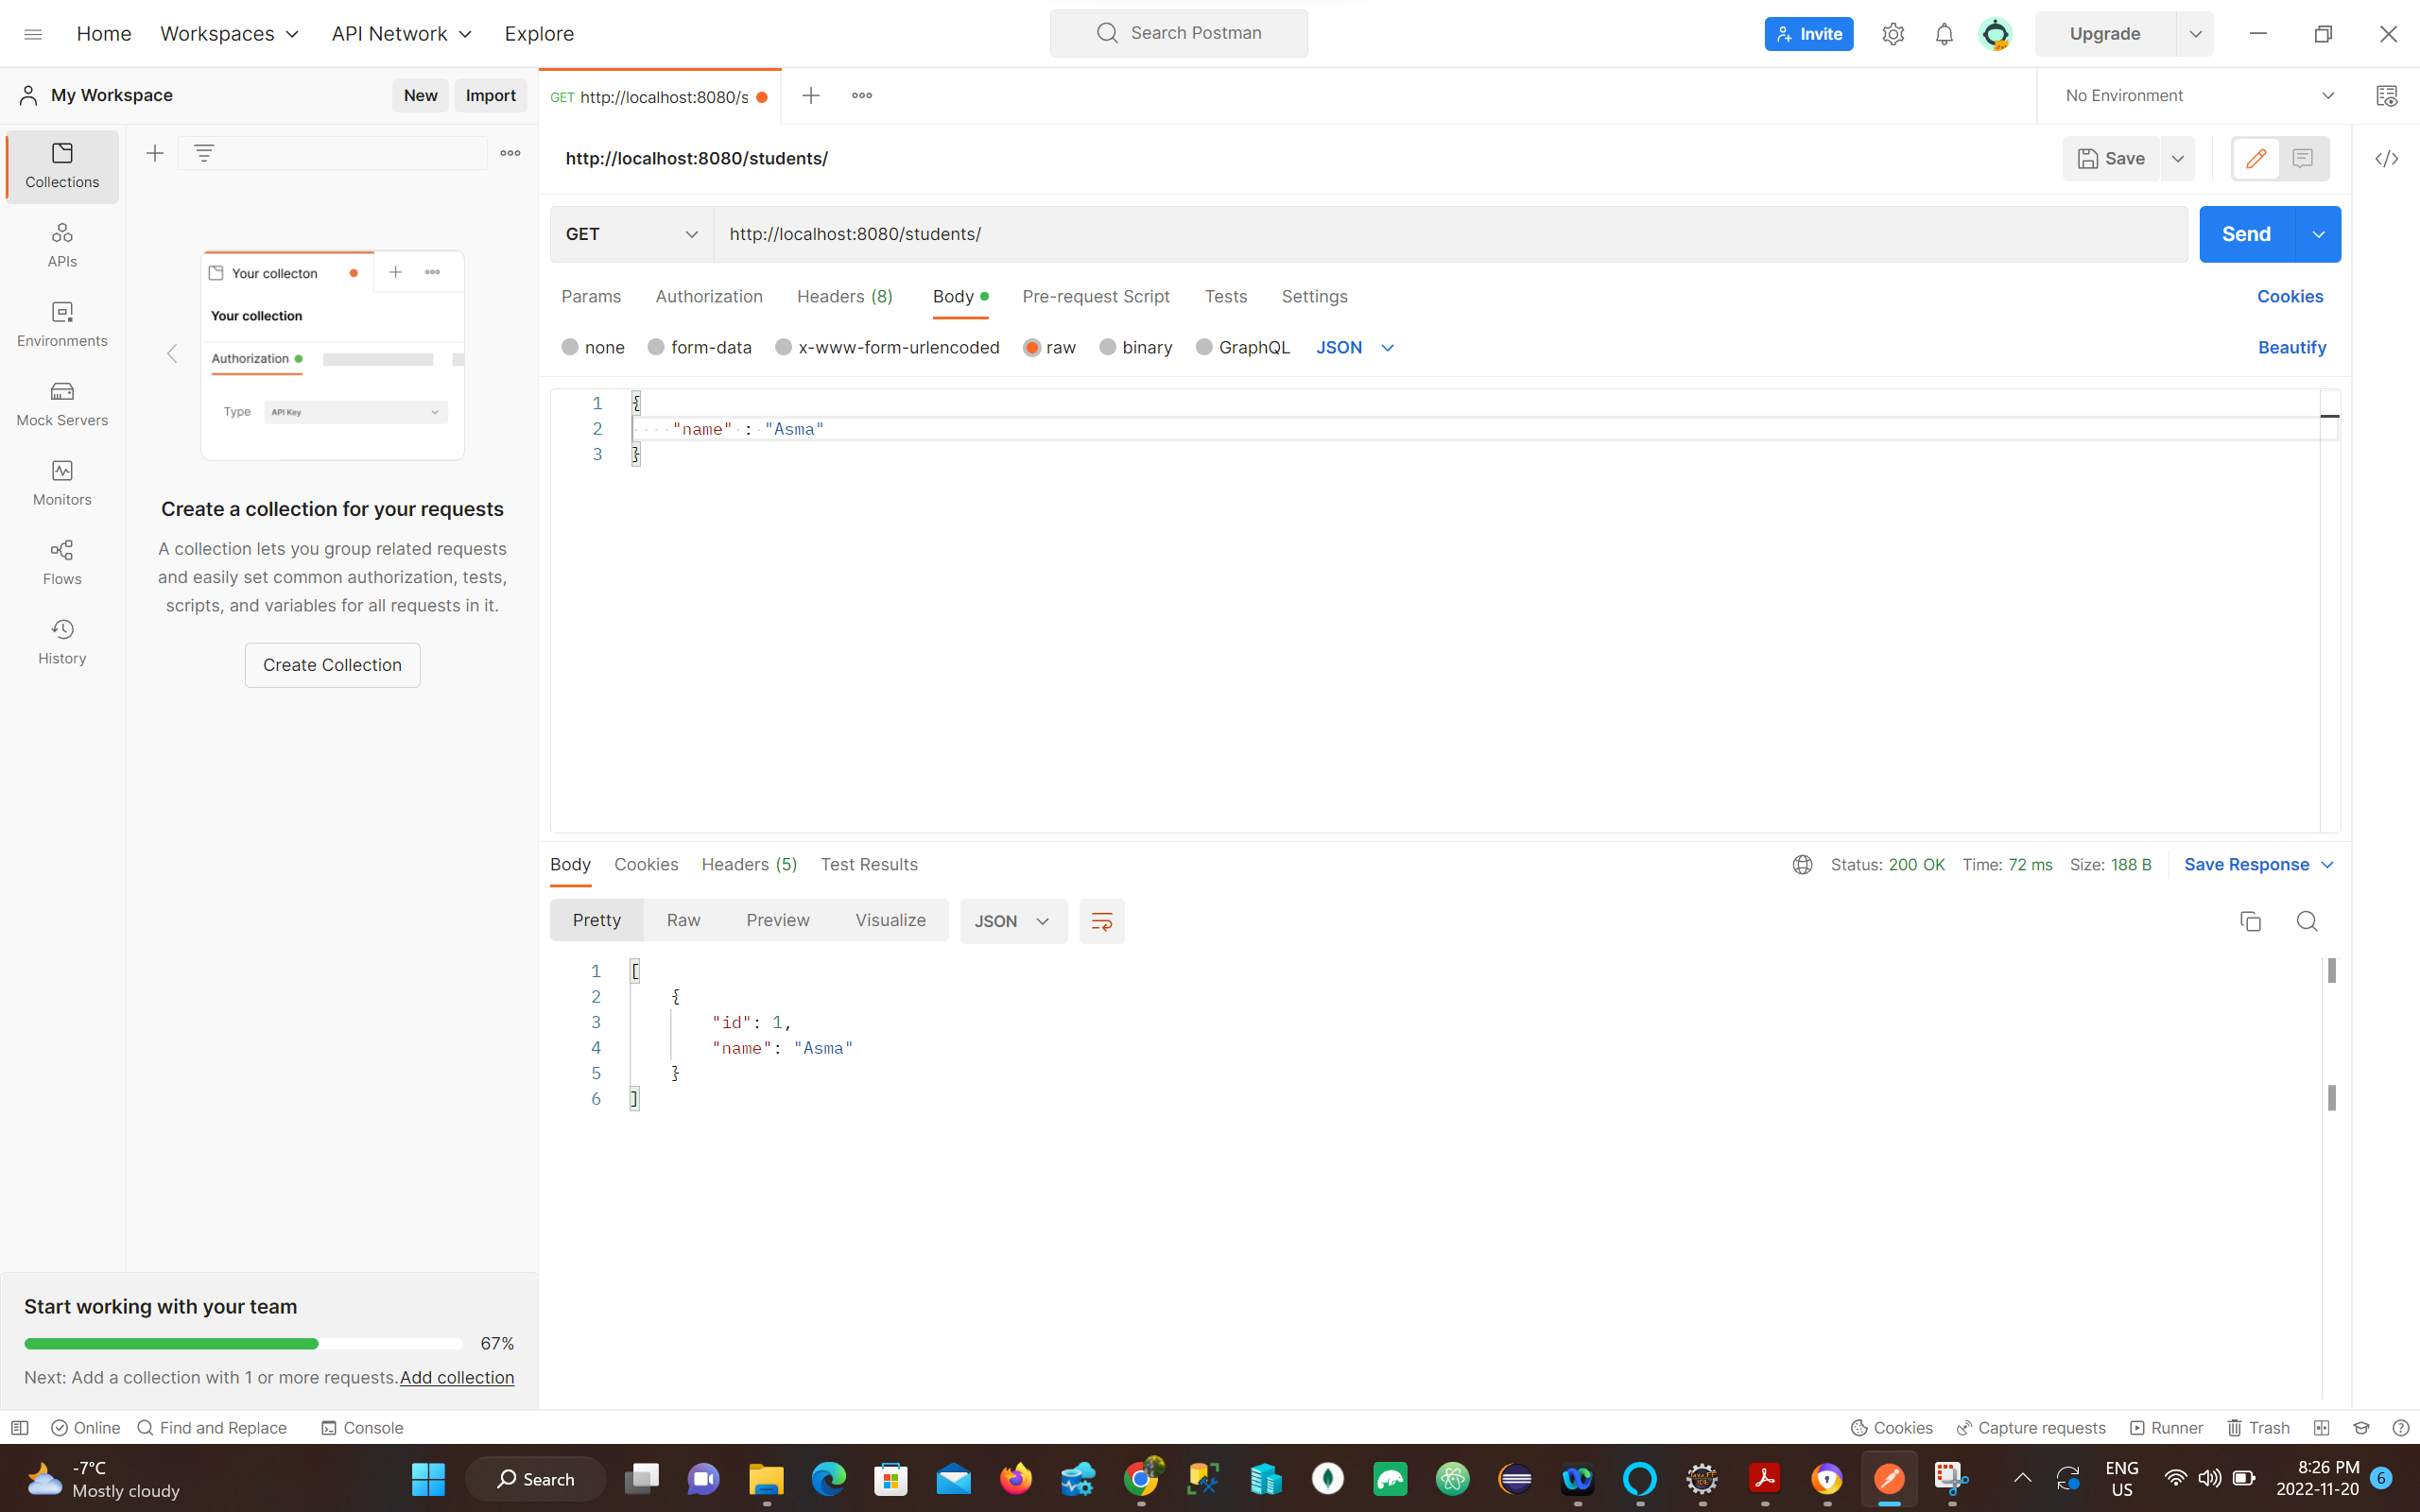 Home Workspaces API Network Explore Search Postman Invite Upgrade
My Workspace New Import GET http://localhost:8080/s No Environment
Collections
APIs
Environments
Mock Servers
Monitors
Flows
History
Your collecton
Your collection
Authorization
Type API Key
Create a collection for your requests
A collection lets you group related requests
and easily set common authorization, tests,
scripts, and variables for all requests in it.
Create Collection
Start working with your team
67%
Next: Add a collection with 1 or more requests. Add collection
http://localhost:8080/students/ Save
GET http://localhost:8080/students/ Send
Params Authorization Headers (8) Body Pre-request Script Tests Settings Cookies
none form-data x-www-form-urlencoded raw binary GraphQL JSON Beautify
1 {
2 "name" : "Asma"
3 }
Body Cookies Headers (5) Test Results Status: 200 OK Time: 72 ms Size: 188 B Save Response
Pretty Raw Preview Visualize JSON
1 [
2 {
3 "id": 1,
4 "name": "Asma"
5 }
6 ]
Online Find and Replace Console Cookies Capture requests Runner Trash
-7°C
Mostly cloudy
Search
ENG
US
8:26 PM
2022-11-20
6